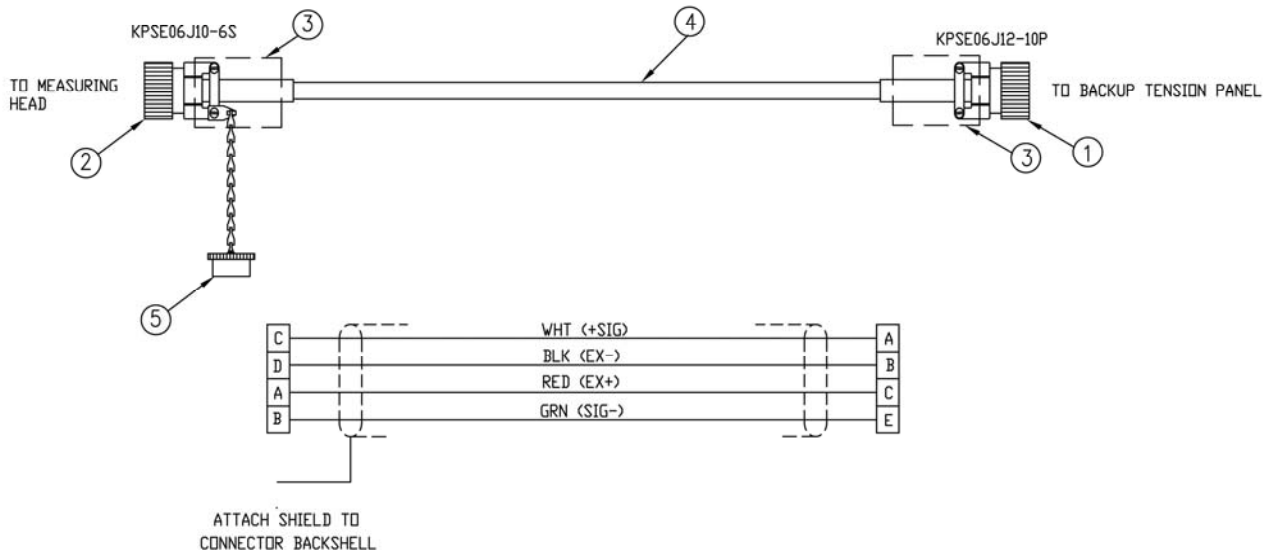 KPSE06J10-6S
3
4
KPSE06J12-10P
TO MEASURING
HEAD
TO BACKUP TENSION PANEL
2
3
1
5
C WHT (+SIG) A
D BLK (EX-) B
A RED (EX+) C
B GRN (SIG-) E
ATTACH SHIELD TO
CONNECTOR BACKSHELL